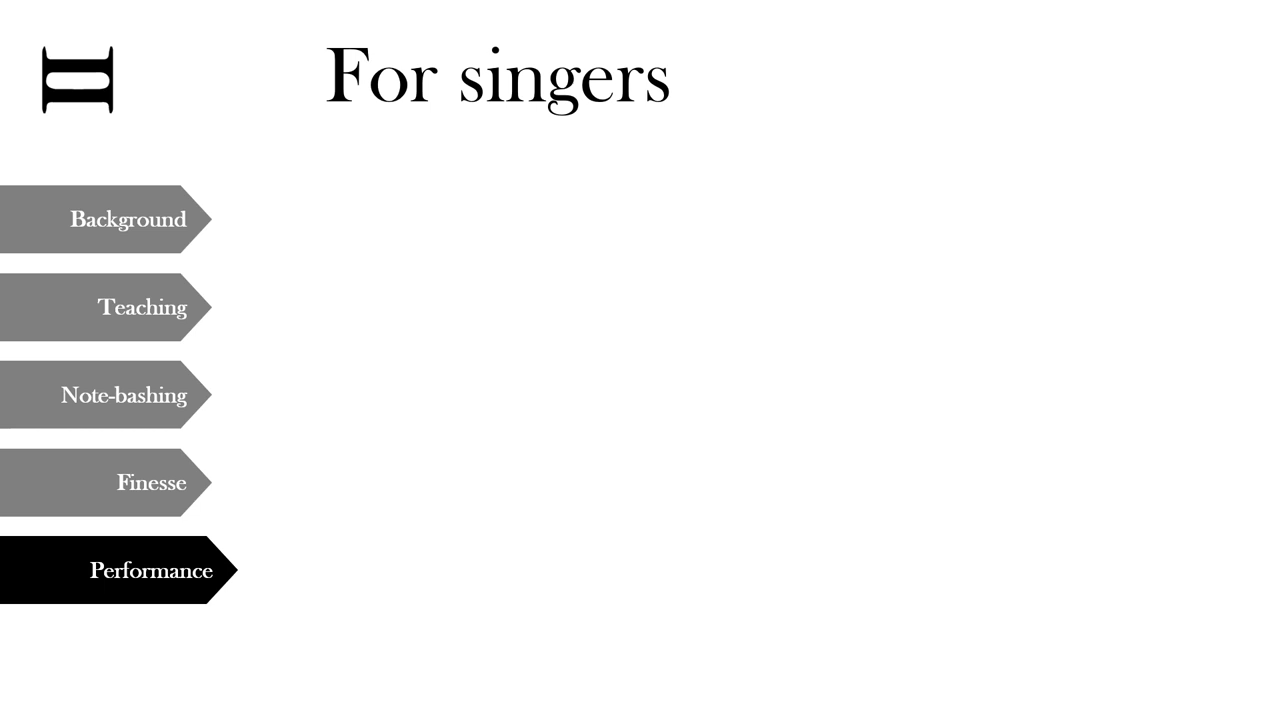 For singers
Background
Teaching
Note-bashing
Finesse
Performance